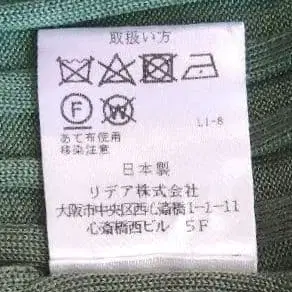 取扱い方
F W
L1-8
あて布使用
移染注意
日本製
リデア株式会社
大阪市中央区西心斎橋1-1-11
心斎橋西ビル 5F